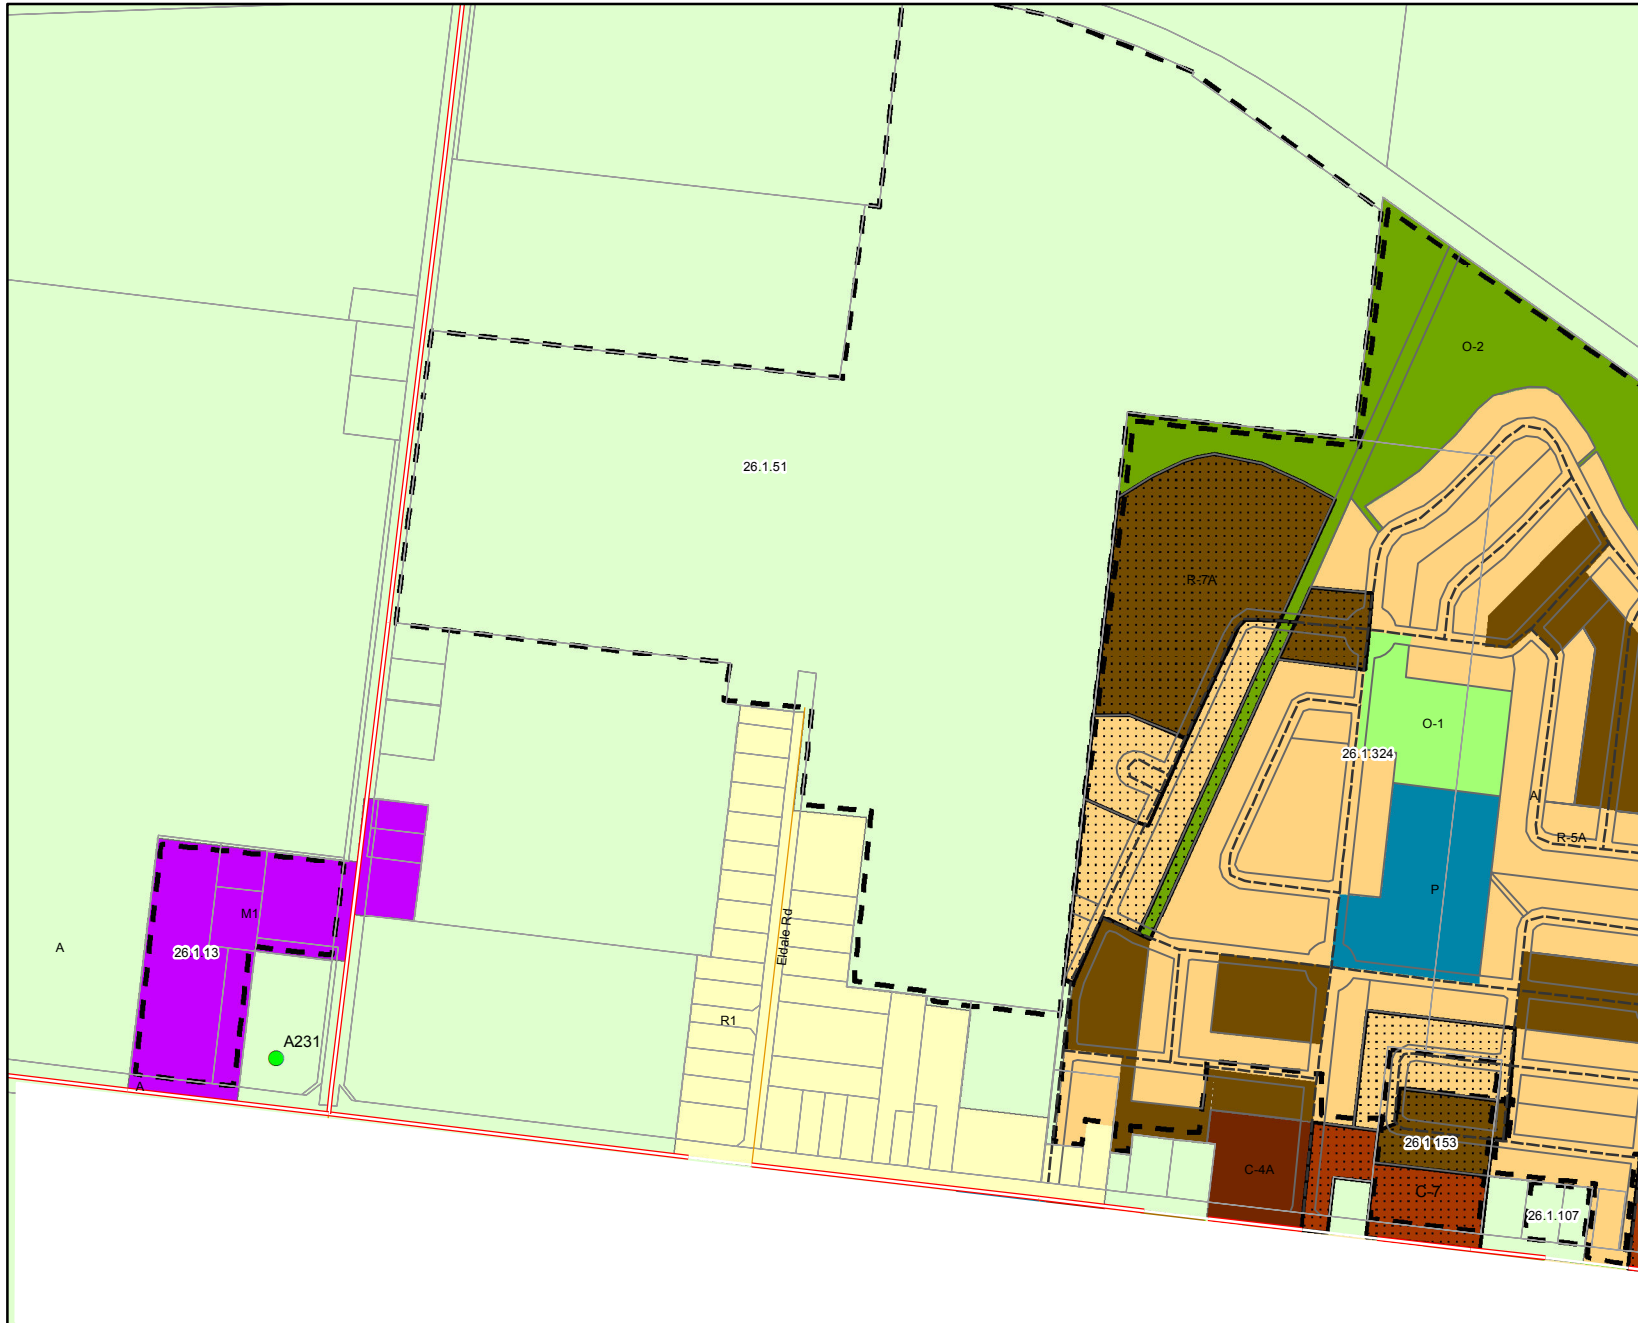 O-2
26.1.51
R-7A
O-1
26.1.324
A
R-5A
P
M1
Eldale Rd
A
26 1 13
R1
A231
A
26 1 153
C-4A
C-7
26.1.107